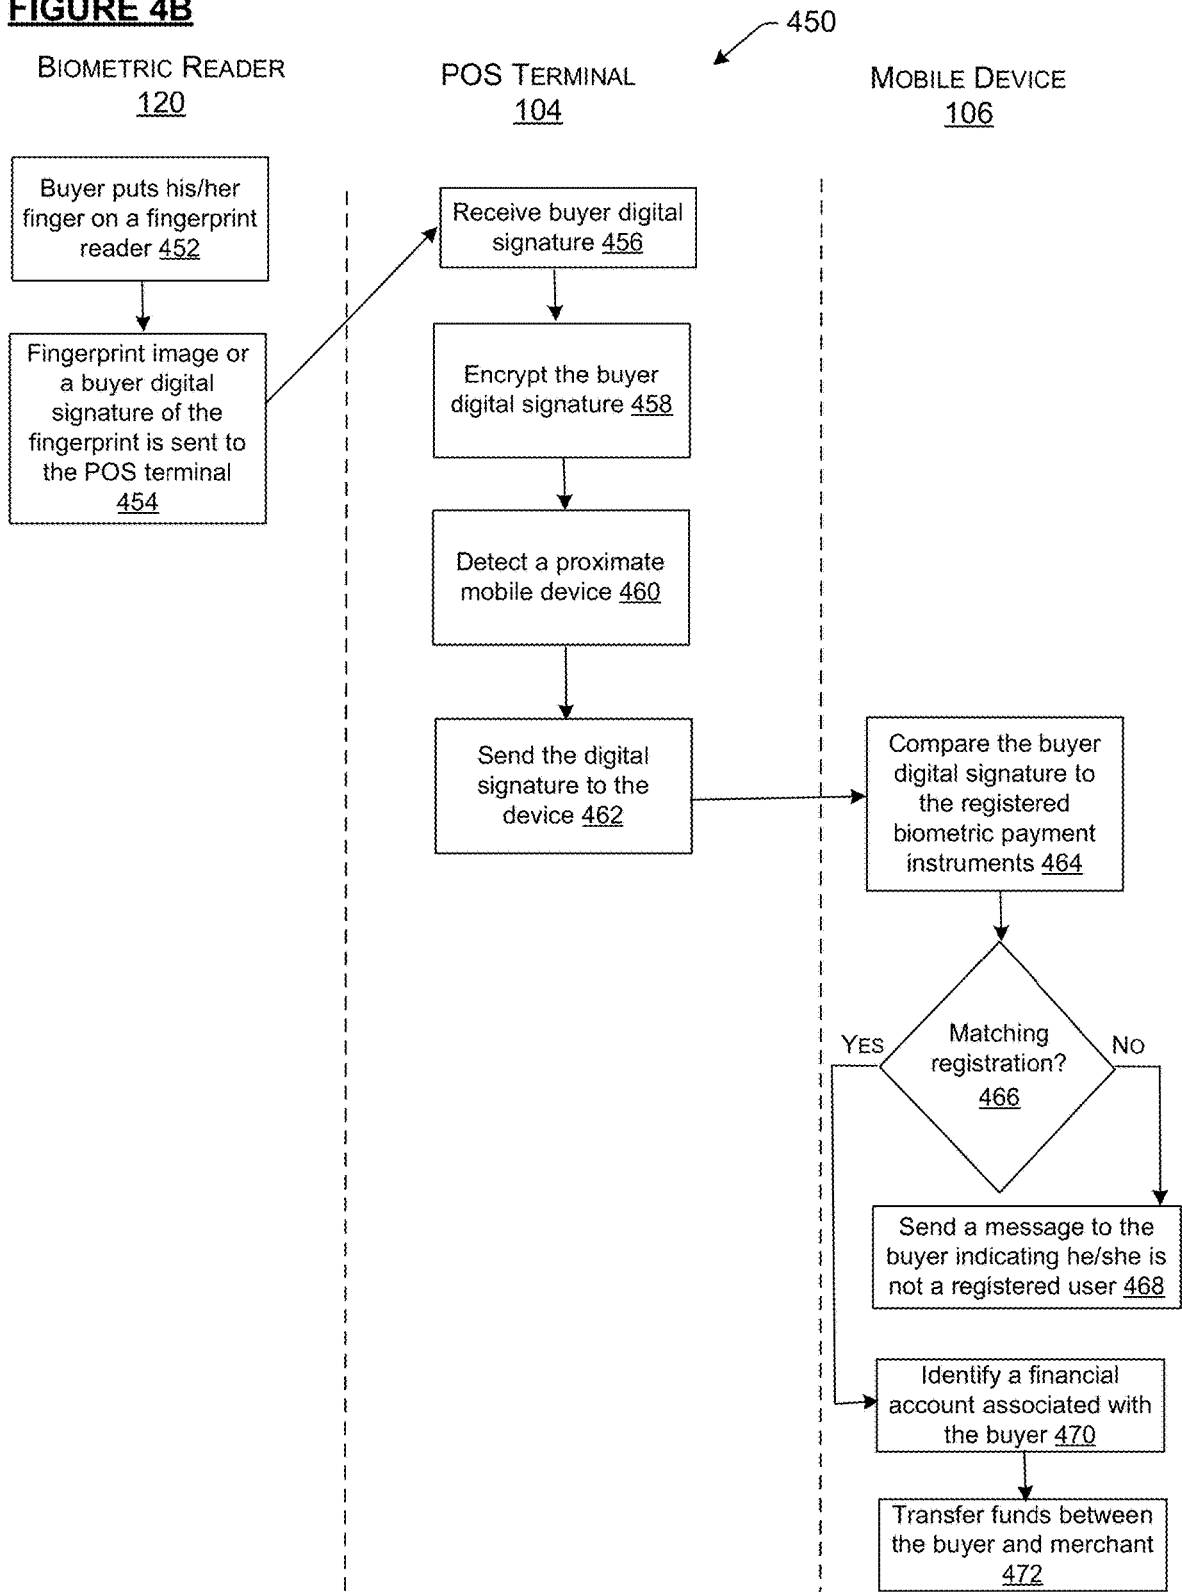 FIGURE 4B
450
BIOMETRIC READER
120
POS TERMINAL
104
MOBILE DEVICE
106
Buyer puts his/her
finger on a fingerprint
reader 452
Fingerprint image or
a buyer digital
signature of the
fingerprint is sent to
the POS terminal
454
Receive buyer digital
signature 456
Encrypt the buyer
digital signature 458
Detect a proximate
mobile device 460
Send the digital
signature to the
device 462
Compare the buyer
digital signature to
the registered
biometric payment
instruments 464
Matching
registration?
466
YES
NO
Send a message to the
buyer indicating he/she is
not a registered user 468
Identify a financial
account associated with
the buyer 470
Transfer funds between
the buyer and merchant
472